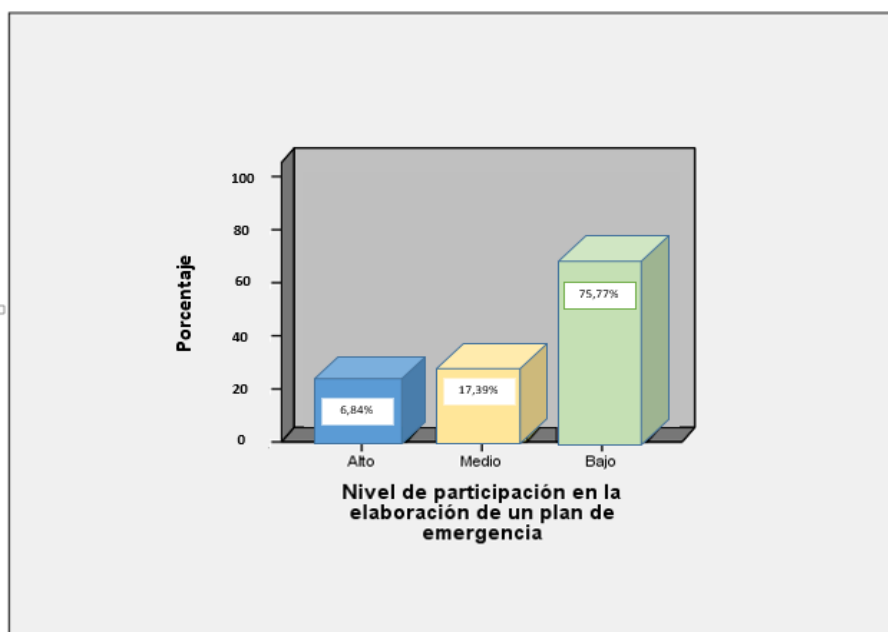 100
80
60
40
20
0
Porcentaje
6,84%
17,39%
75,77%
Alto
Medio
Bajo
Nivel de participación en la
elaboración de un plan de
emergencia